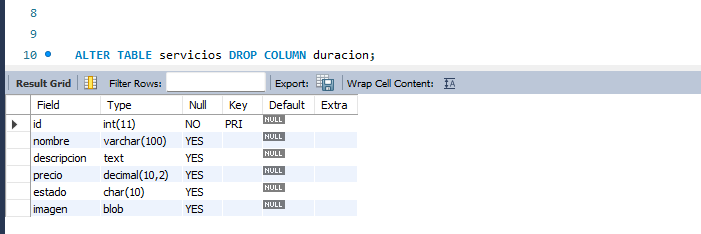 8
9
10 ALTER TABLE servicios DROP COLUMN duracion;
Result Grid Filter Rows: Export: Wrap Cell Content: IA
Field Type Null Key Default Extra
id int(11) NO PRI NULL
nombre varchar(100) YES NULL
descripcion text YES NULL
precio decimal(10,2) YES NULL
estado char(10) YES NULL
imagen blob YES NULL